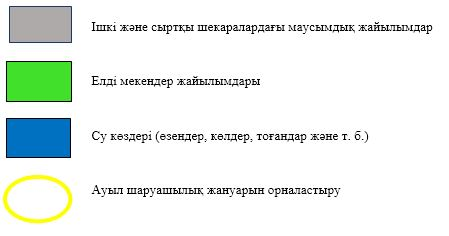 Ішкі және сыртқы шекаралардағы маусымдық жайылымдар
Елді мекендер жайылымдары
Су көздері (өзендер, көлдер, тоғандар және т. б.)
Ауыл шаруашылық жануарын орналастыру